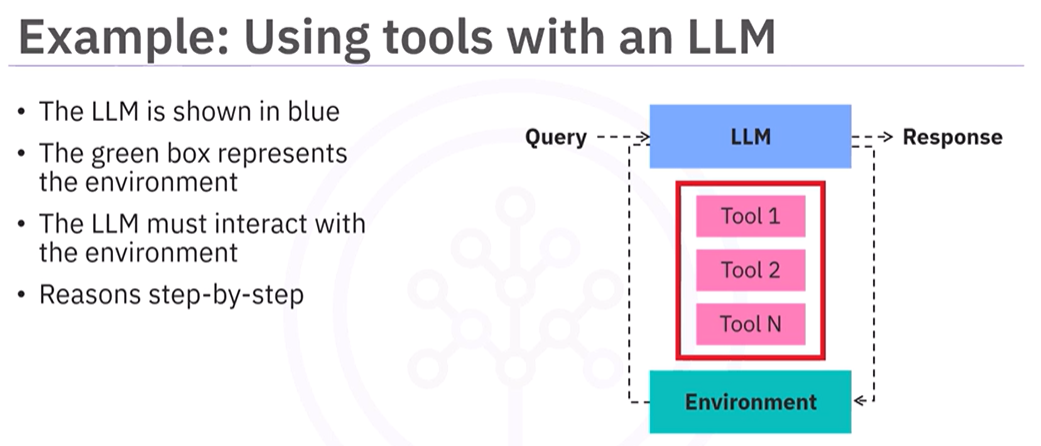 Example: Using tools with an LLM
• The LLM is shown in blue
• The green box represents
the environment
• The LLM must interact with
the environment
• Reasons step-by-step
Query
LLM
Response
Tool 1
Tool 2
Tool N
Environment